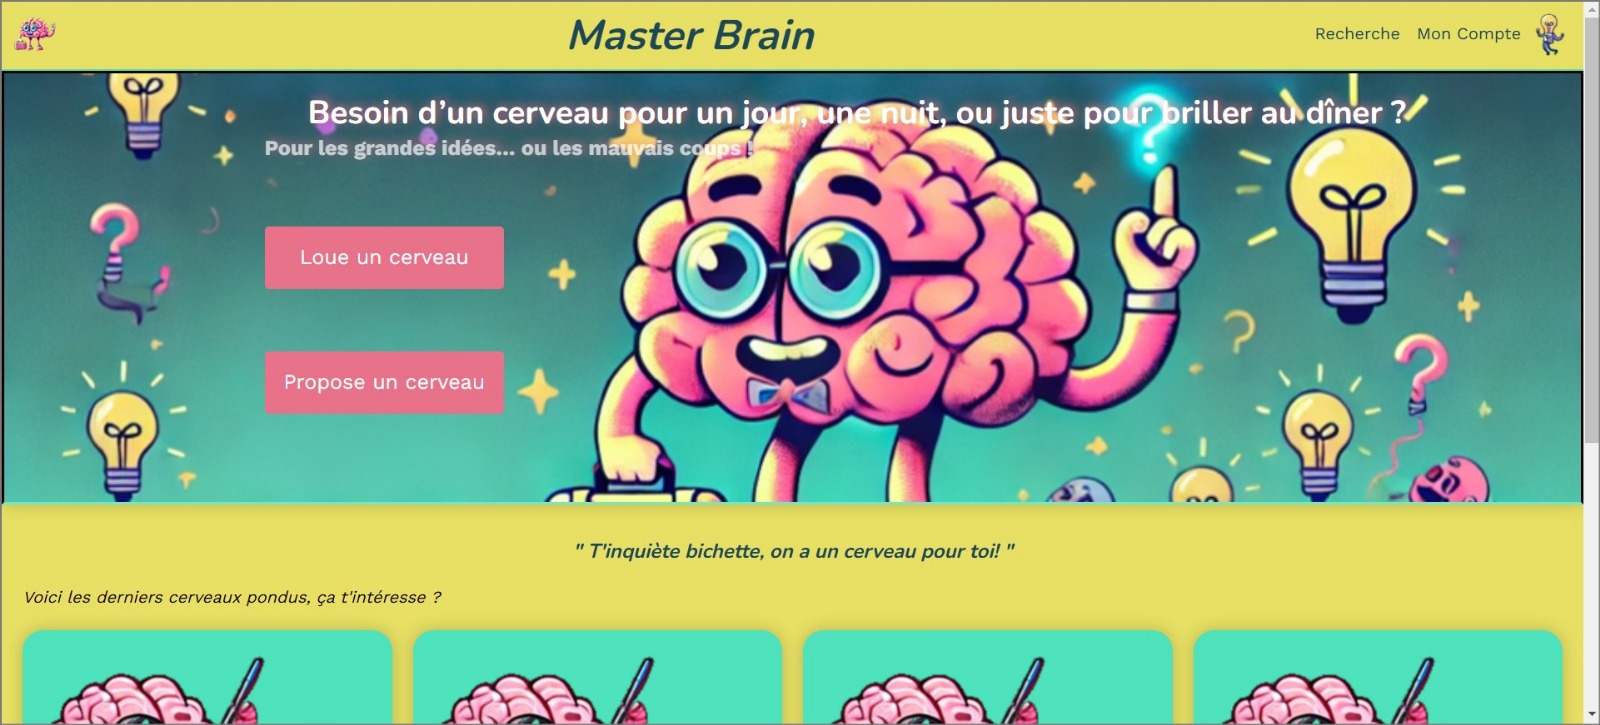 Master Brain
Recherche Mon Compte
Besoin d’un cerveau pour un jour, une nuit, ou juste pour briller au dîner ?
Pour les grandes idées... ou les mauvais coups !
Loue un cerveau
Propose un cerveau
" T'inquiète bichette, on a un cerveau pour toi! "
Voici les derniers cerveaux pondus, ça t'intéresse ?